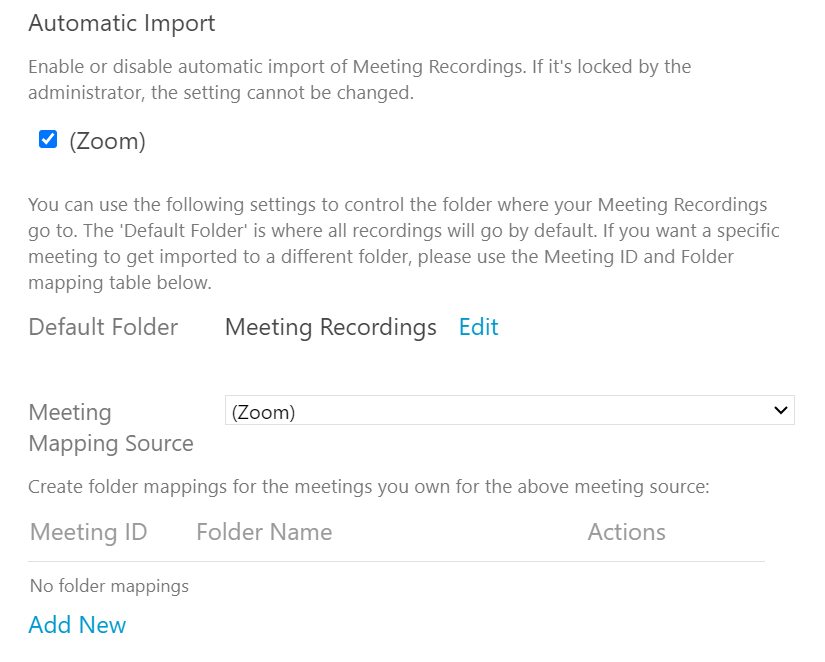 Automatic Import
Enable or disable automatic import of Meeting Recordings. If it's locked by the
administrator, the setting cannot be changed.
(Zoom)
You can use the following settings to control the folder where your Meeting Recordings
go to. The 'Default Folder' is where all recordings will go by default. If you want a specific
meeting to get imported to a different folder, please use the Meeting ID and Folder
mapping table below.
Default Folder Meeting Recordings Edit
Meeting
Mapping Source
(Zoom)
Create folder mappings for the meetings you own for the above meeting source:
Meeting ID Folder Name Actions
No folder mappings
Add New